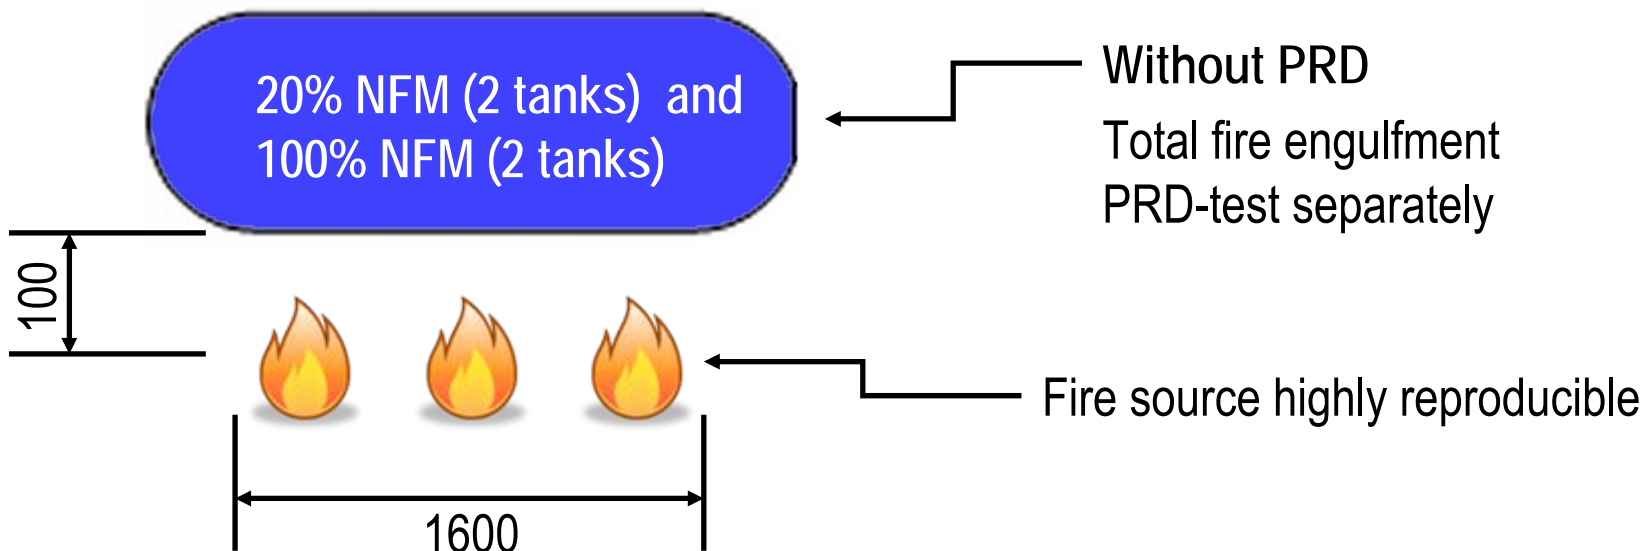 20% NFM (2 tanks) and
100% NFM (2 tanks)
Without PRD
Total fire engulfment
PRD-test separately
100
Fire source highly reproducible
1600